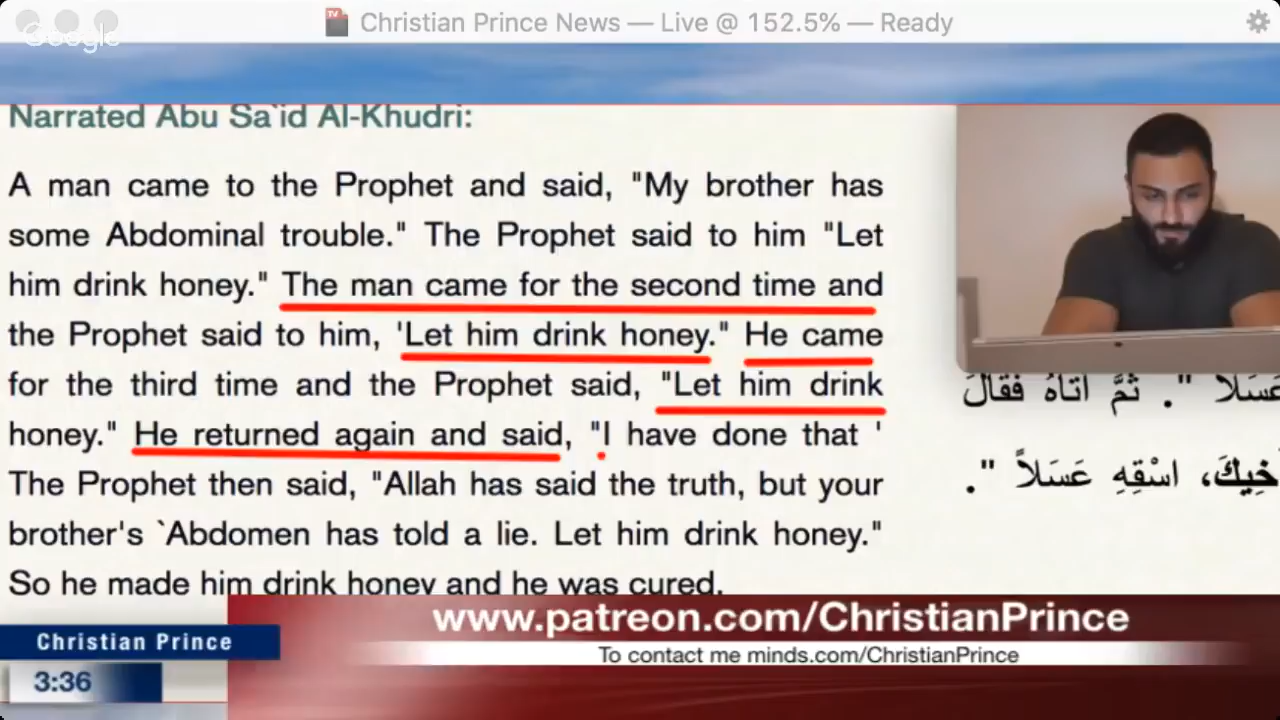 Christian Prince News — Live @ 152.5% — Ready
Google
Narrated Abu Sa`id Al-Khudri:
A man came to the Prophet and said, "My brother has
some Abdominal trouble." The Prophet said to him "Let
him drink honey." The man came for the second time and
the Prophet said to him, 'Let him drink honey." He came
for the third time and the Prophet said, "Let him drink
honey." He returned again and said, "I have done that '
The Prophet then said, "Allah has said the truth, but your
brother's `Abdomen has told a lie. Let him drink honey."
So he made him drink honey and he was cured.
عَسَلاً ". ثُمَّ أَتَاهُ فَقَالَ
أَخِيكَ، اسْقِهِ عَسَلاً ".
www.patreon.com/ChristianPrince
To contact me minds.com/ChristianPrince
Christian Prince
3:36